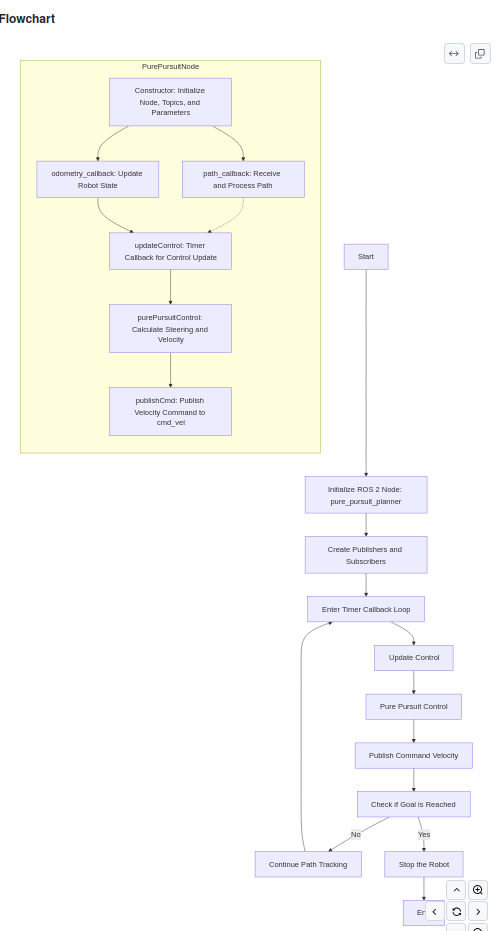 Flowchart
PurePursuitNode
Constructor: Initialize
Node, Topics, and
Parameters
odometry_callback: Update
Robot State
path_callback: Receive
and Process Path
updateControl: Timer
Callback for Control Update
purePursuitControl:
Calculate Steering and
Velocity
publishCmd: Publish
Velocity Command to
cmd_vel
Start
Initialize ROS 2 Node:
pure_pursuit_planner
Create Publishers and
Subscribers
Enter Timer Callback Loop
Update Control
Pure Pursuit Control
Publish Command Velocity
Check if Goal is Reached
No
Yes
Continue Path Tracking
Stop the Robot